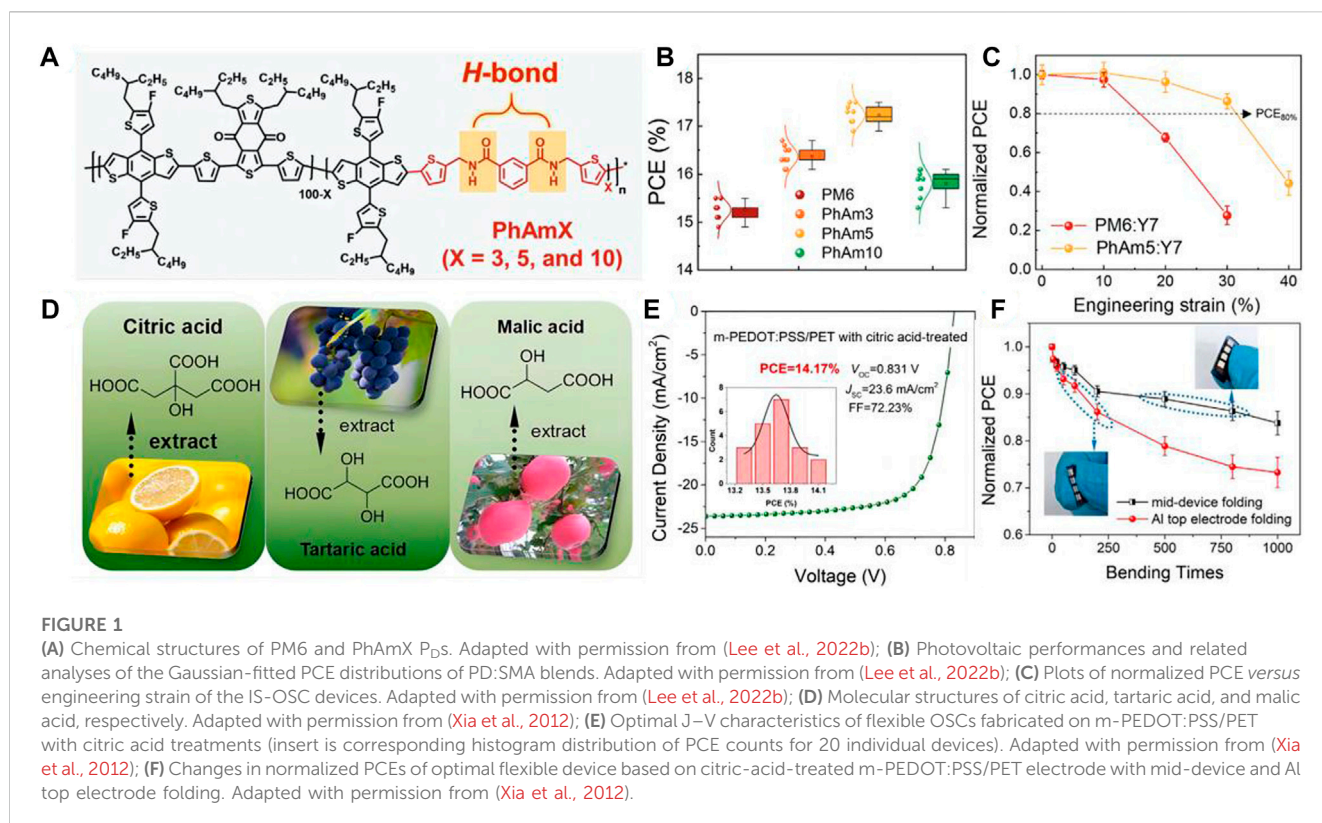 A
C4H9
C2H5
C2H5
C4H9
F
C2H5
C4H9
C2H5
C4H9
C4H9
C2H5
F
H-bond
S
O
O
N
H
O
O
N
H
100-X
X
n
F
C2H5
C4H9
F
C2H5
C4H9
PhAmX
(X = 3, 5, and 10)
B
PCE (%)
18
17
16
15
14
PM6
PhAm3
PhAm5
PhAm10
C
Normalized PCE
1.0
0.8
0.6
0.4
0.2
0.0
PCE80%
PM6:Y7
PhAm5:Y7
0 10 20 30 40
Engineering strain (%)
D
Citric acid
COOH
HOOC COOH
OH
extract
extract
OH
HOOC COOH
OH
Tartaric acid
Malic acid
OH
HOOC COOH
extract
E
Current Density (mA/cm²)
0
-5
-10
-15
-20
-25
m-PEDOT:PSS/PET with citric acid-treated
PCE=14.17%
VOC=0.831 V
JSC=23.6 mA/cm²
FF=72.23%
Count
8
6
4
2
0
13.2 13.5 13.8 14.1
PCE (%)
0.0 0.2 0.4 0.6 0.8
Voltage (V)
F
Normalized PCE
1.0
0.9
0.8
0.7
0.6
mid-device folding
Al top electrode folding
0 250 500 750 1000
Bending Times
FIGURE 1
(A) Chemical structures of PM6 and PhAmX PDs. Adapted with permission from (Lee et al., 2022b); (B) Photovoltaic performances and related
analyses of the Gaussian-fitted PCE distributions of PD:SMA blends. Adapted with permission from (Lee et al., 2022b); (C) Plots of normalized PCE versus
engineering strain of the IS-OSC devices. Adapted with permission from (Lee et al., 2022b); (D) Molecular structures of citric acid, tartaric acid, and malic
acid, respectively. Adapted with permission from (Xia et al., 2012); (E) Optimal J–V characteristics of flexible OSCs fabricated on m-PEDOT:PSS/PET
with citric acid treatments (insert is corresponding histogram distribution of PCE counts for 20 individual devices). Adapted with permission from (Xia
et al., 2012); (F) Changes in normalized PCEs of optimal flexible device based on citric-acid-treated m-PEDOT:PSS/PET electrode with mid-device and Al
top electrode folding. Adapted with permission from (Xia et al., 2012).